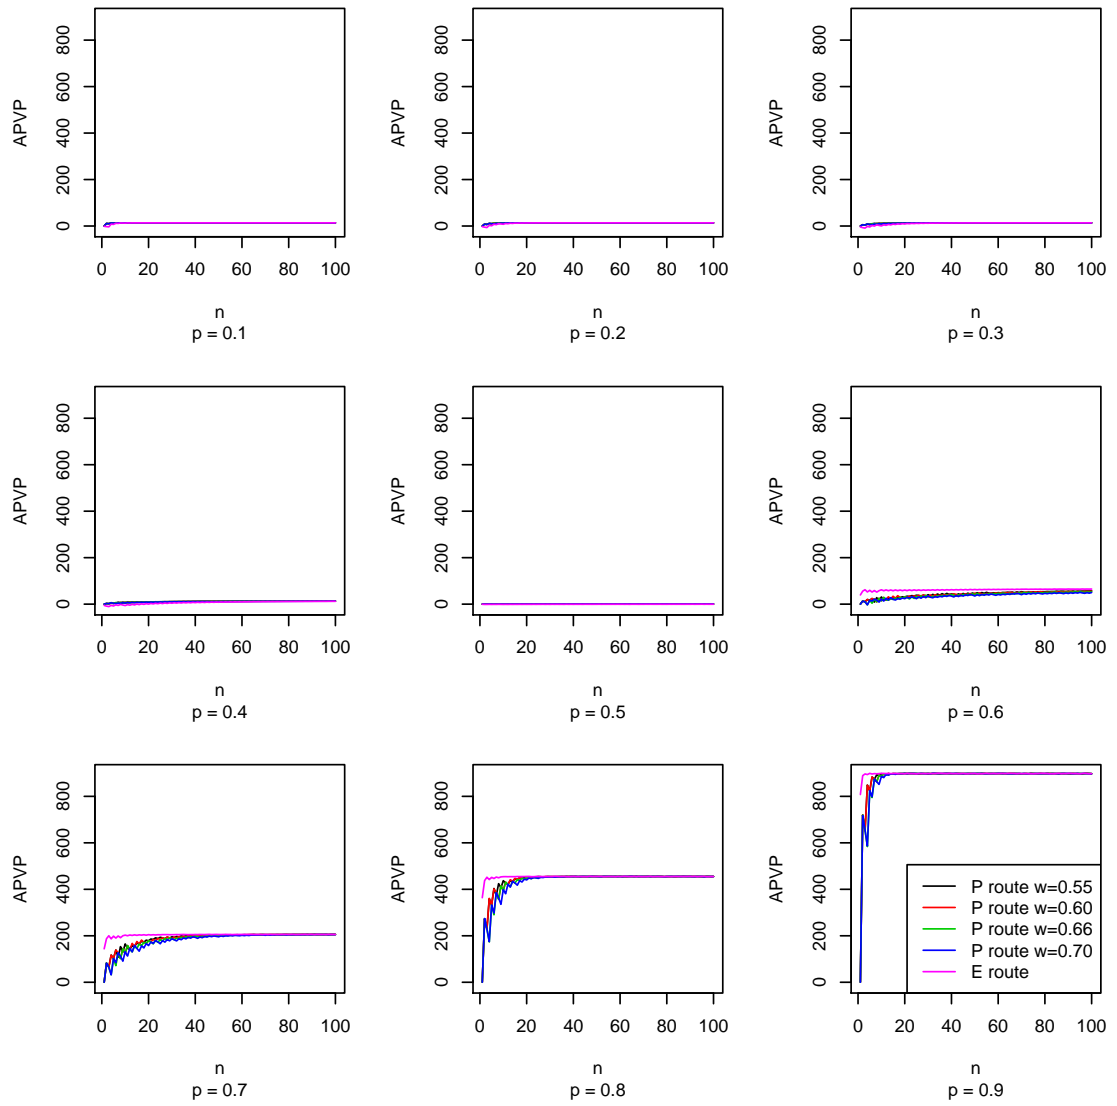 APVP
0 200 400 600 800
0 20 40 60 80 100
n
p = 0.1
APVP
0 200 400 600 800
0 20 40 60 80 100
n
p = 0.2
APVP
0 200 400 600 800
0 20 40 60 80 100
n
p = 0.3
APVP
0 200 400 600 800
0 20 40 60 80 100
n
p = 0.4
APVP
0 200 400 600 800
0 20 40 60 80 100
n
p = 0.5
APVP
0 200 400 600 800
0 20 40 60 80 100
n
p = 0.6
APVP
0 200 400 600 800
0 20 40 60 80 100
n
p = 0.7
APVP
0 200 400 600 800
0 20 40 60 80 100
n
p = 0.8
APVP
0 200 400 600 800
P route w=0.55
P route w=0.60
P route w=0.66
P route w=0.70
E route
0 20 40 60 80 100
n
p = 0.9